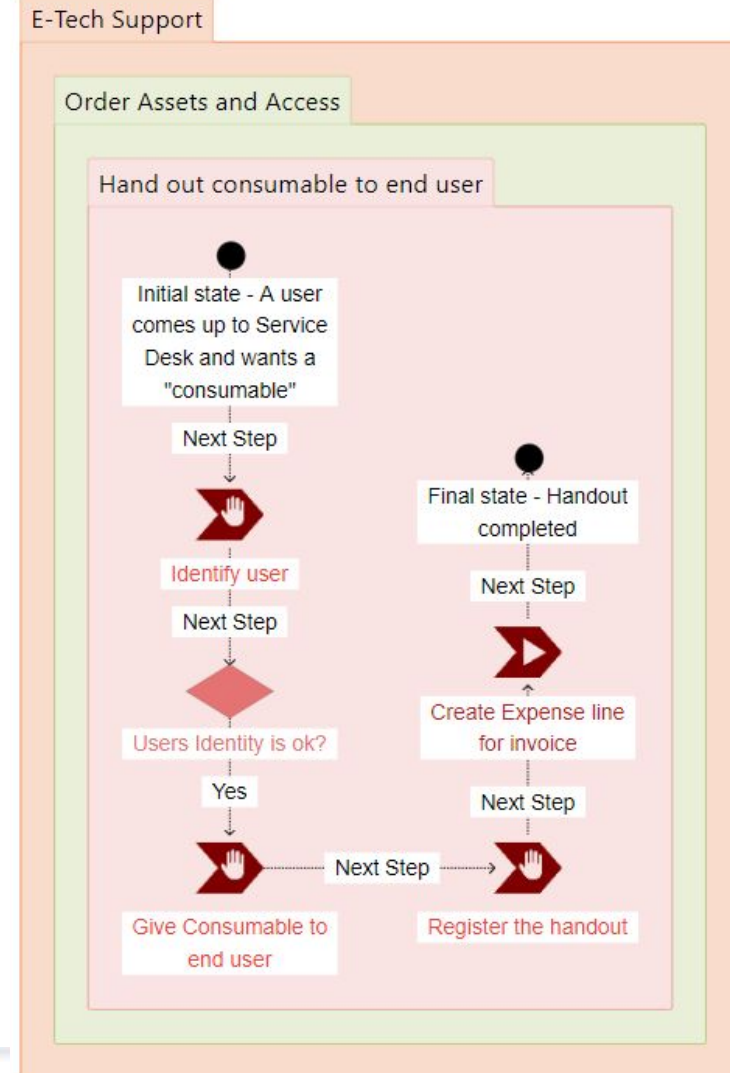 E-Tech Support
Order Assets and Access
Hand out consumable to end user
Initial state - A user
comes up to Service
Desk and wants a
"consumable"
Next Step
Identify user
Next Step
Users Identity is ok?
Yes
Give Consumable to
end user
Next Step
Register the handout
Next Step
Create Expense line
for invoice
Next Step
Final state - Handout
completed